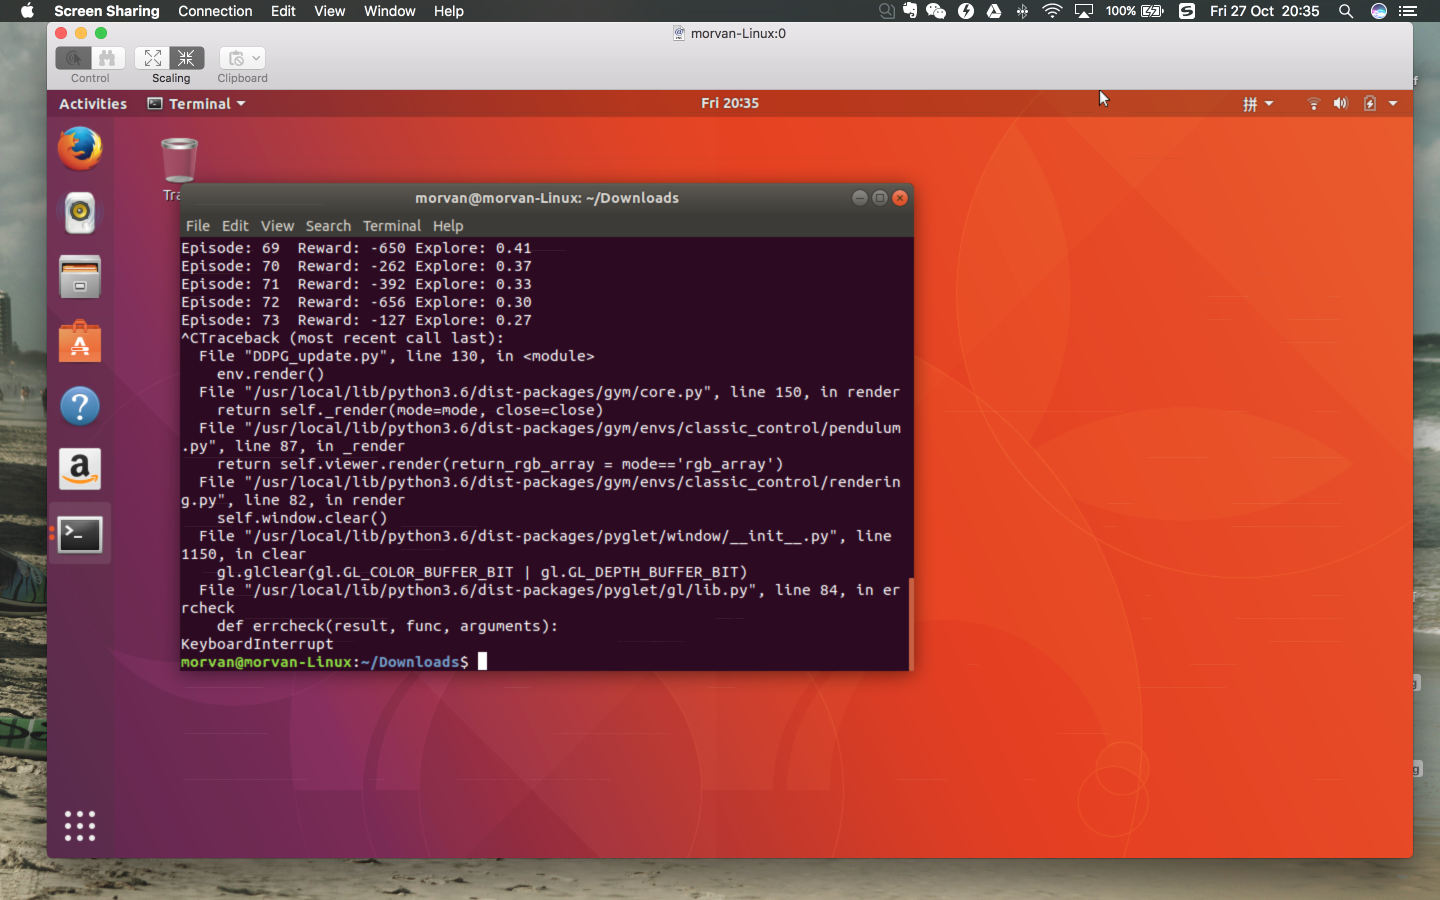 Screen Sharing Connection Edit View Window Help 100% Fri 27 Oct 20:35
morvan-Linux:0
Control Scaling Clipboard
Activities Terminal Fri 20:35 拼
morvan@morvan-Linux: ~/Downloads
File Edit View Search Terminal Help
Episode: 69  Reward: -650 Explore: 0.41
Episode: 70  Reward: -262 Explore: 0.37
Episode: 71  Reward: -392 Explore: 0.33
Episode: 72  Reward: -656 Explore: 0.30
Episode: 73  Reward: -127 Explore: 0.27
^CTraceback (most recent call last):
  File "DDPG_update.py", line 130, in <module>
    env.render()
  File "/usr/local/lib/python3.6/dist-packages/gym/core.py", line 150, in render
    return self._render(mode=mode, close=close)
  File "/usr/local/lib/python3.6/dist-packages/gym/envs/classic_control/pendulum
.py", line 87, in _render
    return self.viewer.render(return_rgb_array = mode=='rgb_array')
  File "/usr/local/lib/python3.6/dist-packages/gym/envs/classic_control/renderin
g.py", line 82, in render
    self.window.clear()
  File "/usr/local/lib/python3.6/dist-packages/pyglet/window/__init__.py", line
1150, in clear
    gl.glClear(gl.GL_COLOR_BUFFER_BIT | gl.GL_DEPTH_BUFFER_BIT)
  File "/usr/local/lib/python3.6/dist-packages/pyglet/gl/lib.py", line 84, in er
rcheck
    def errcheck(result, func, arguments):
KeyboardInterrupt
morvan@morvan-Linux:~/Downloads$